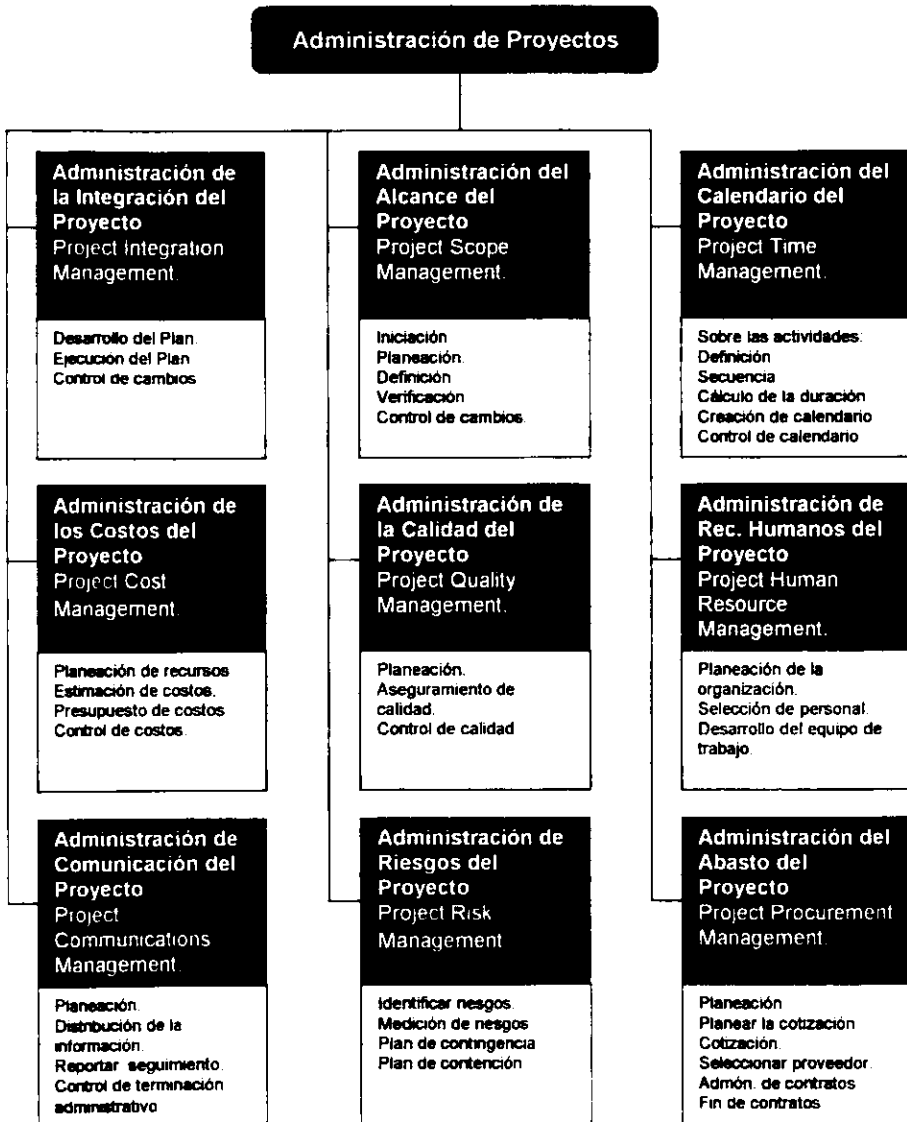 Administración de Proyectos
Administración de
la Integración del
Proyecto
Project Integration
Management.
Desarrollo del Plan.
Ejecución del Plan
Control de cambios
Administración del
Alcance del
Proyecto
Project Scope
Management.
Iniciación
Planeación.
Definición
Verificación
Control de cambios.
Administración del
Calendario del
Proyecto
Project Time
Management.
Sobre las actividades:
Definición
Secuencia
Cálculo de la duración
Creación de calendario
Control de calendario
Administración de
los Costos del
Proyecto
Project Cost
Management.
Planeación de recursos
Estimación de costos.
Presupuesto de costos
Control de costos.
Administración de
la Calidad del
Proyecto
Project Quality
Management.
Planeación.
Aseguramiento de
calidad.
Control de calidad
Administración de
Rec. Humanos del
Proyecto
Project Human
Resource
Management.
Planeación de la
organización.
Selección de personal.
Desarrollo del equipo de
trabajo.
Administración de
Comunicación del
Proyecto
Project
Communications
Management.
Planeación.
Distribución de la
información.
Reportar seguimiento.
Control de terminación
administrativo
Administración de
Riesgos del
Proyecto
Project Risk
Management
Identificar riesgos.
Medición de riesgos
Plan de contingencia
Plan de contención
Administración del
Abasto del
Proyecto
Project Procurement
Management.
Planeación
Planear la cotización
Cotización.
Seleccionar proveedor.
Admón. de contratos
Fin de contratos